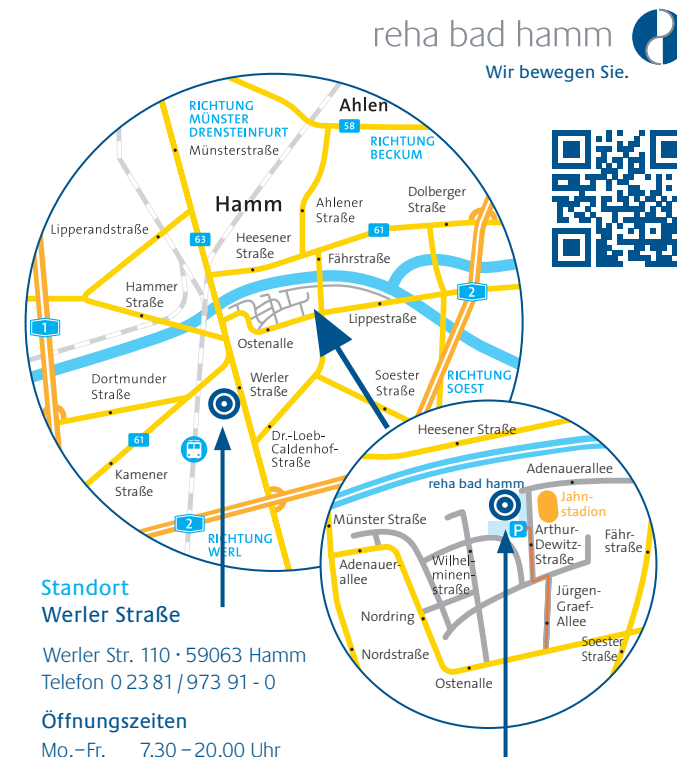 reha bad hamm
Wir bewegen Sie.
RICHTUNG
MÜNSTER
DRENSTEINFURT
Ahlen
58
RICHTUNG
BECKUM
Münsterstraße
Hamm
Ahlener
Straße
Dolberger
Straße
Lipperandstraße
63
Heesener
Straße
61
Fährstraße
Hammer
Straße
2
1
Lippestraße
Ostenalle
Dortmunder
Straße
Werler
Straße
Soester
Straße
RICHTUNG
SOEST
61
Dr.-Loeb-
Caldenhof-
Straße
Kamener
Straße
2
RICHTUNG
WERL
Heesener Straße
Adenauerallee
reha bad hamm
Jahn-
stadion
P
Münster Straße
Arthur-
Dewitz-
Straße
Fähr-
straße
Adenauer-
allee
Wilhel-
minen-
straße
Jürgen-
Graef-
Allee
Nordring
Nordstraße
Soester
Straße
Ostenalle
Standort
Werler Straße
Werler Str. 110 · 59063 Hamm
Telefon 0 23 81 / 973 91 - 0
Öffnungszeiten
Mo.–Fr. 7.30 – 20.00 Uhr